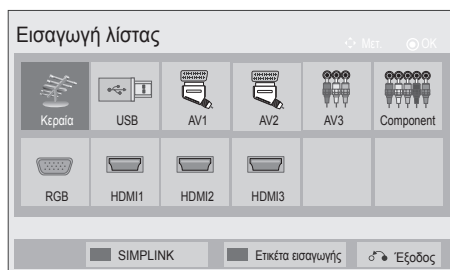 Εισαγωγή λίστας
Μετ. OK
Κεραία USB AV1 AV2 AV3 Component
RGB HDMI1 HDMI2 HDMI3
SIMPLINK Ετικέτα εισαγωγής Έξοδος